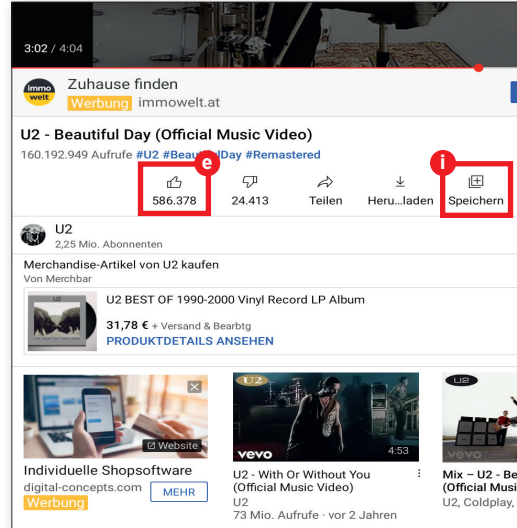 3:02 / 4:04
immo
welt
Zuhause finden
Werbung immowelt.at
U2 - Beautiful Day (Official Music Video)
160.192.949 Aufrufe #U2 #Beau Day #Remastered
e
i
586.378
24.413
Teilen
Heru...laden
Speichern
U2
2,25 Mio. Abonnenten
Merchandise-Artikel von U2 kaufen
Von Merchbar
U2
U2 BEST OF 1990-2000 Vinyl Record LP Album
31,78 € + Versand & Bearbtg
PRODUKTDETAILS ANSEHEN
Website
Individuelle Shopsoftware
digital-concepts.com
Werbung
MEHR
U2
vevo
4:53
U2 - With Or Without You
(Official Music Video)
U2
73 Mio. Aufrufe · vor 2 Jahren
U2
vevo
Mix – U2 - Be
(Official Musi
U2, Coldplay,